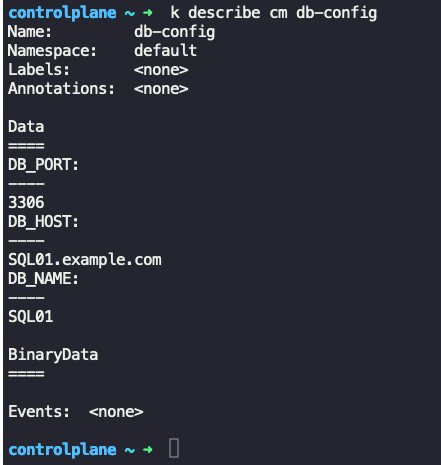 controlplane ~ ➜  k describe cm db-config
Name:         db-config
Namespace:    default
Labels:       <none>
Annotations:  <none>

Data
====
DB_PORT:
----
3306
DB_HOST:
----
SQL01.example.com
DB_NAME:
----
SQL01

BinaryData
====

Events:  <none>

controlplane ~ ➜